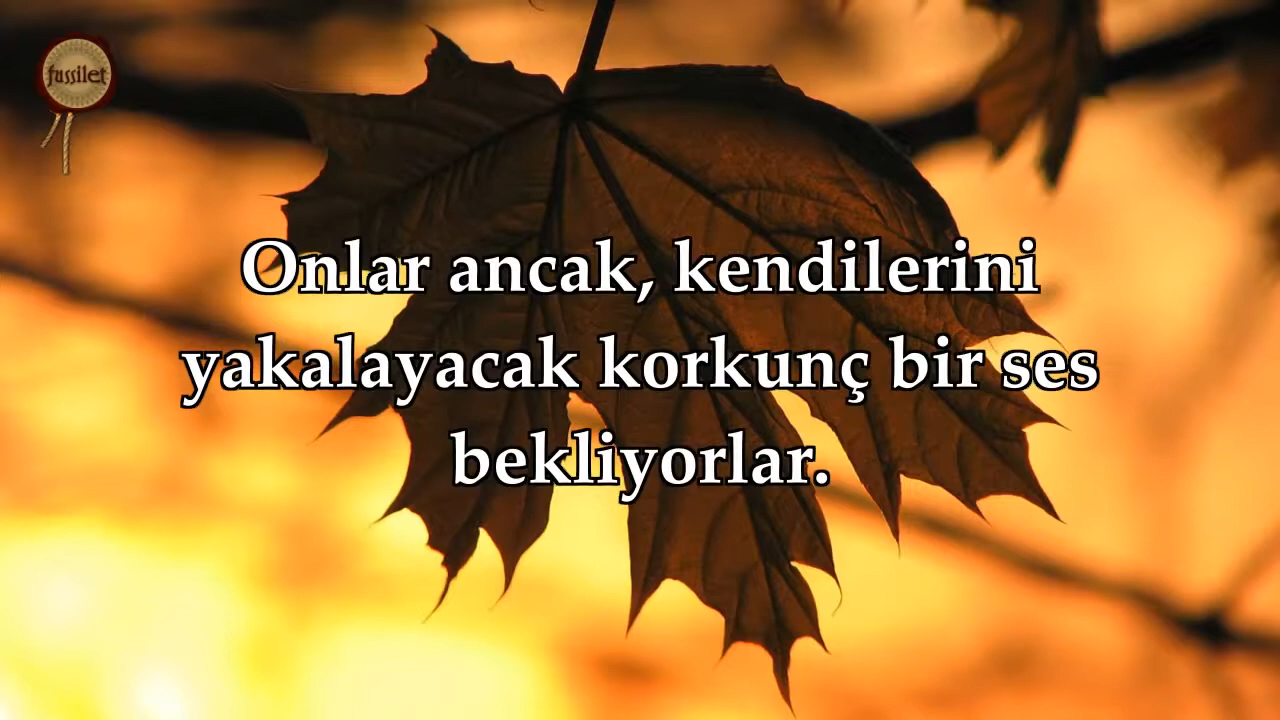 fussilet
Onlar ancak, kendilerini
yakalayacak korkunç bir ses
bekliyorlar.